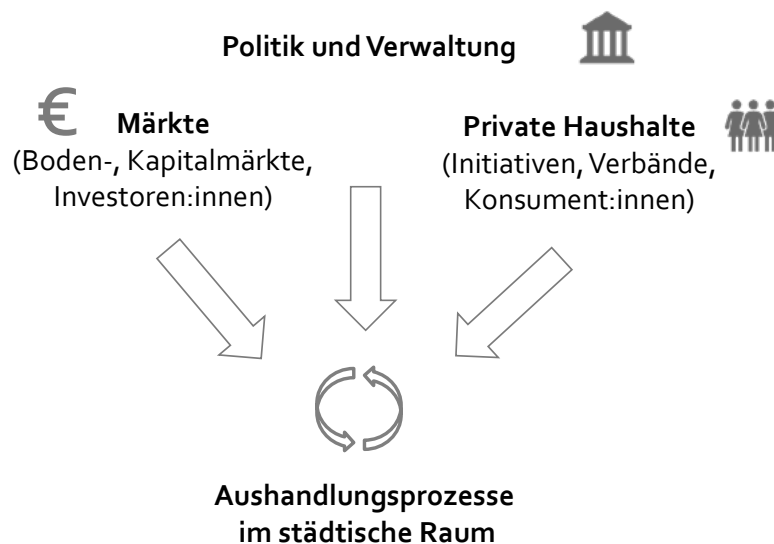 Politik und Verwaltung
€
Märkte
(Boden-, Kapitalmärkte,
Investoren:innen)
Private Haushalte
(Initiativen, Verbände,
Konsument:innen)
Aushandlungsprozesse
im städtische Raum